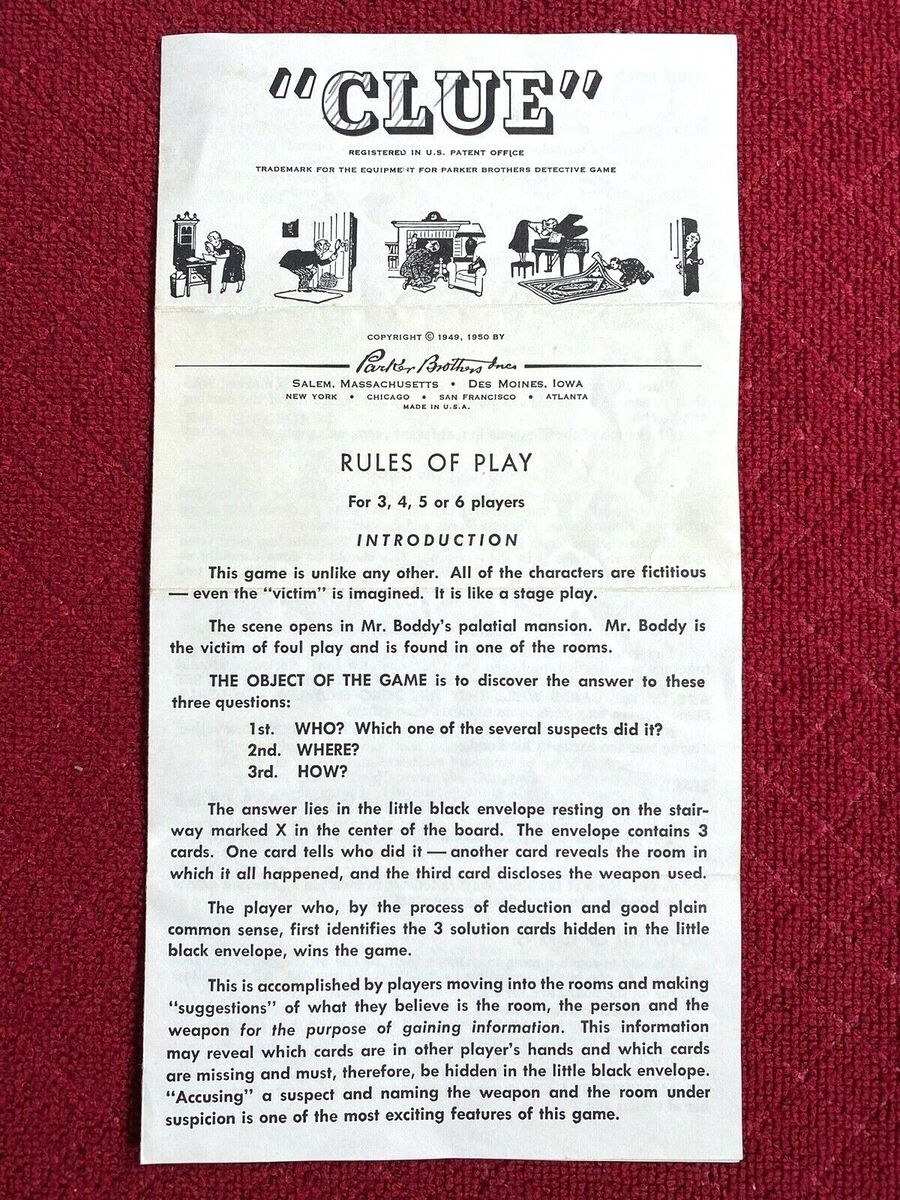 "CLUE"
REGISTERED IN U.S. PATENT OFFICE
TRADEMARK FOR THE EQUIPMENT FOR PARKER BROTHERS DETECTIVE GAME
COPYRIGHT © 1949, 1950 BY
Parker Brothers Inc.
SALEM, MASSACHUSETTS • DES MOINES, IOWA
NEW YORK • CHICAGO • SAN FRANCISCO • ATLANTA
MADE IN U.S.A.
RULES OF PLAY
For 3, 4, 5 or 6 players
INTRODUCTION
This game is unlike any other. All of the characters are fictitious
— even the "victim" is imagined. It is like a stage play.
The scene opens in Mr. Boddy's palatial mansion. Mr. Boddy is
the victim of foul play and is found in one of the rooms.
THE OBJECT OF THE GAME is to discover the answer to these
three questions:
1st. WHO? Which one of the several suspects did it?
2nd. WHERE?
3rd. HOW?
The answer lies in the little black envelope resting on the stair-
way marked X in the center of the board. The envelope contains 3
cards. One card tells who did it — another card reveals the room in
which it all happened, and the third card discloses the weapon used.
The player who, by the process of deduction and good plain
common sense, first identifies the 3 solution cards hidden in the little
black envelope, wins the game.
This is accomplished by players moving into the rooms and making
"suggestions" of what they believe is the room, the person and the
weapon for the purpose of gaining information. This information
may reveal which cards are in other player's hands and which cards
are missing and must, therefore, be hidden in the little black envelope.
"Accusing" a suspect and naming the weapon and the room under
suspicion is one of the most exciting features of this game.